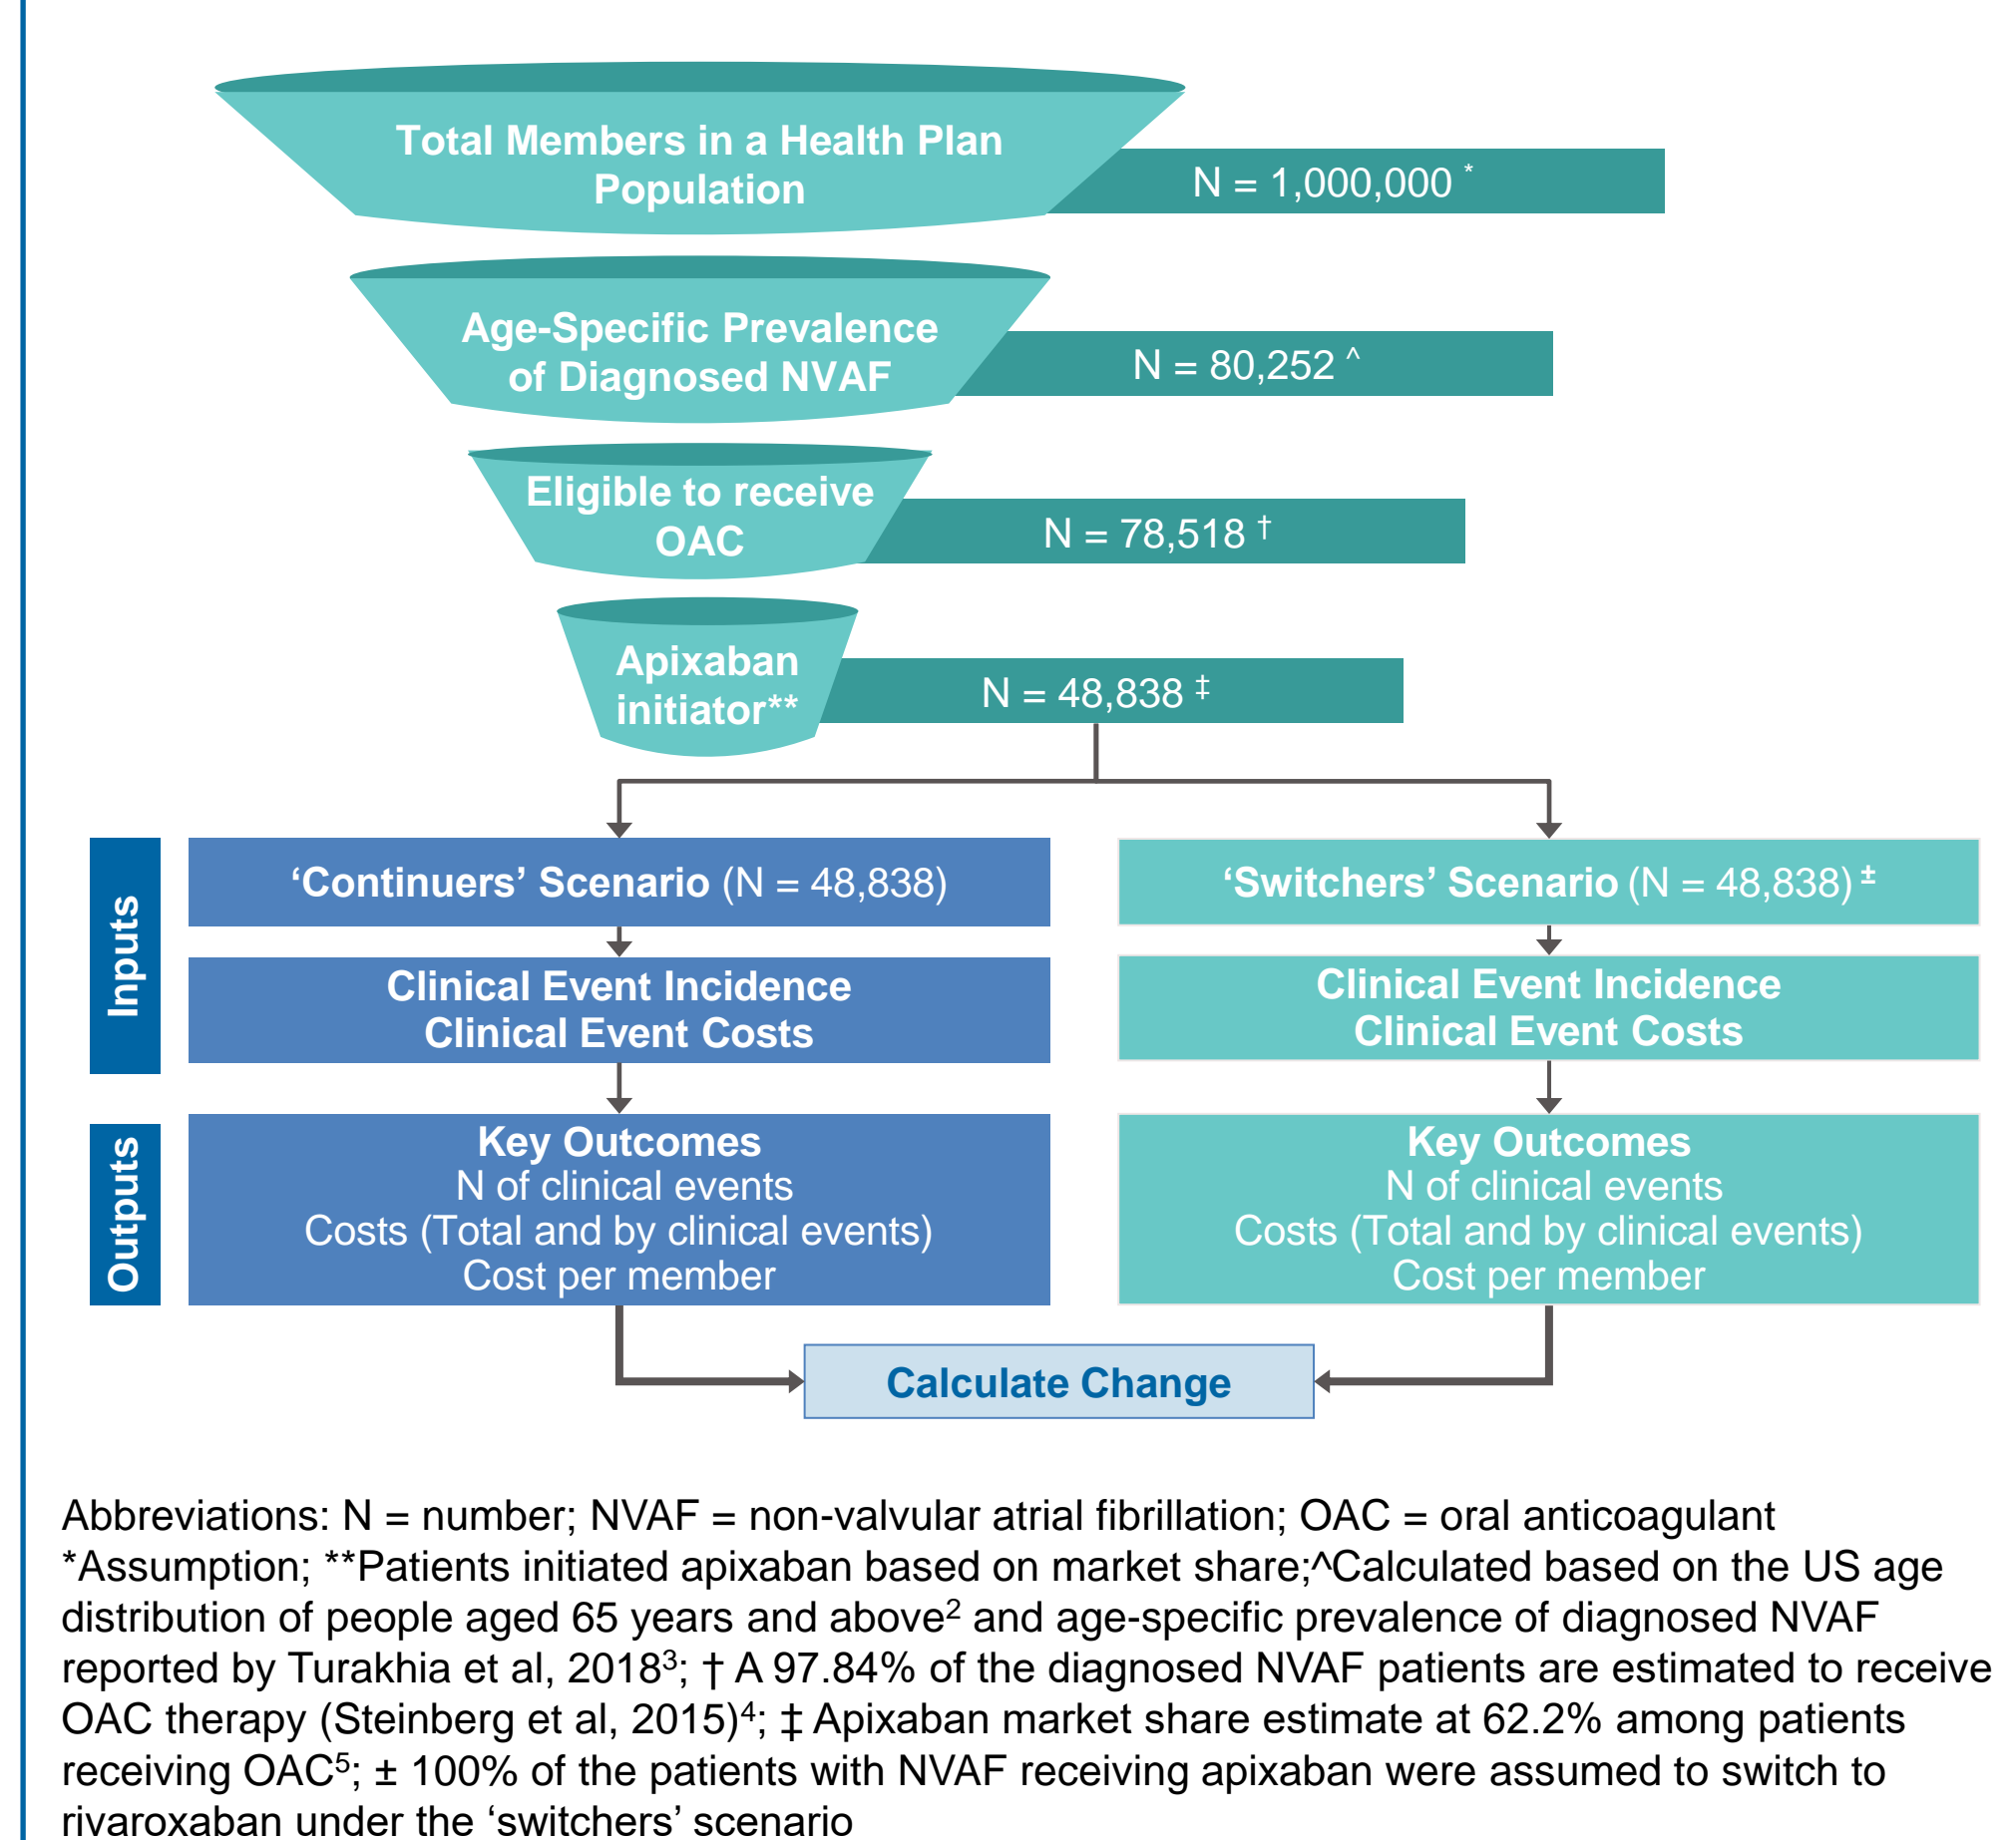 Total Members in a Health Plan
Population
N = 1,000,000 *
Age-Specific Prevalence
of Diagnosed NVAF
N = 80,252 ^
Eligible to receive
OAC
N = 78,518 †
Apixaban
initiator**
N = 48,838 ‡
Inputs
‘Continuers’ Scenario (N = 48,838)
‘Switchers’ Scenario (N = 48,838) ±
Clinical Event Incidence
Clinical Event Costs
Clinical Event Incidence
Clinical Event Costs
Outputs
Key Outcomes
N of clinical events
Costs (Total and by clinical events)
Cost per member
Key Outcomes
N of clinical events
Costs (Total and by clinical events)
Cost per member
Calculate Change
Abbreviations: N = number; NVAF = non-valvular atrial fibrillation; OAC = oral anticoagulant
*Assumption; **Patients initiated apixaban based on market share;^Calculated based on the US age
distribution of people aged 65 years and above² and age-specific prevalence of diagnosed NVAF
reported by Turakhia et al, 2018³; † A 97.84% of the diagnosed NVAF patients are estimated to receive
OAC therapy (Steinberg et al, 2015)⁴; ‡ Apixaban market share estimate at 62.2% among patients
receiving OAC⁵; ± 100% of the patients with NVAF receiving apixaban were assumed to switch to
rivaroxaban under the ‘switchers’ scenario